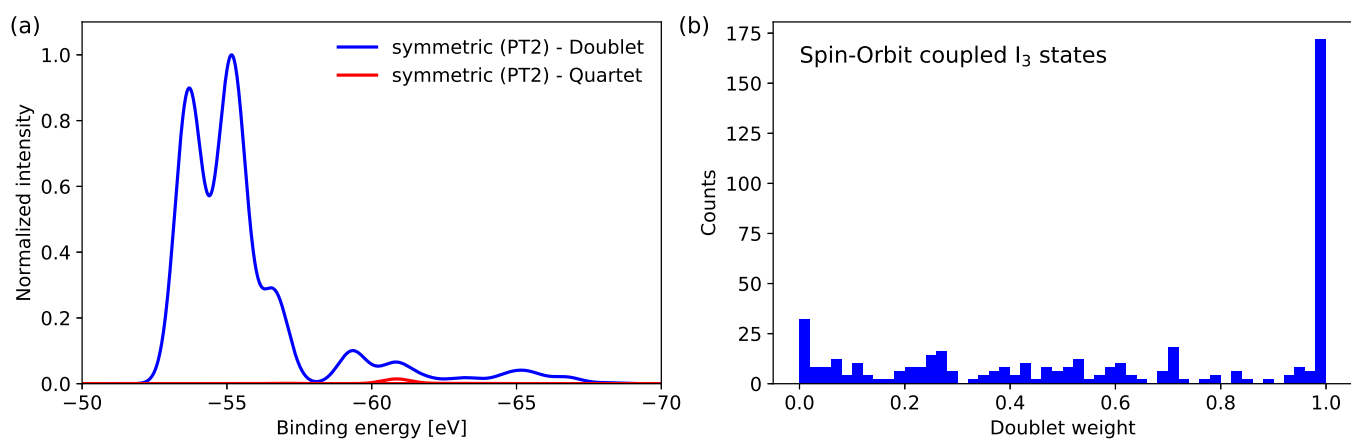 (a)
symmetric (PT2) - Doublet
symmetric (PT2) - Quartet
Normalized intensity
1.0
0.8
0.6
0.4
0.2
0.0
−50
−55
−60
−65
−70
Binding energy [eV]
(b)
Spin-Orbit coupled I₃ states
Counts
175
150
125
100
75
50
25
0
0.0
0.2
0.4
0.6
0.8
1.0
Doublet weight